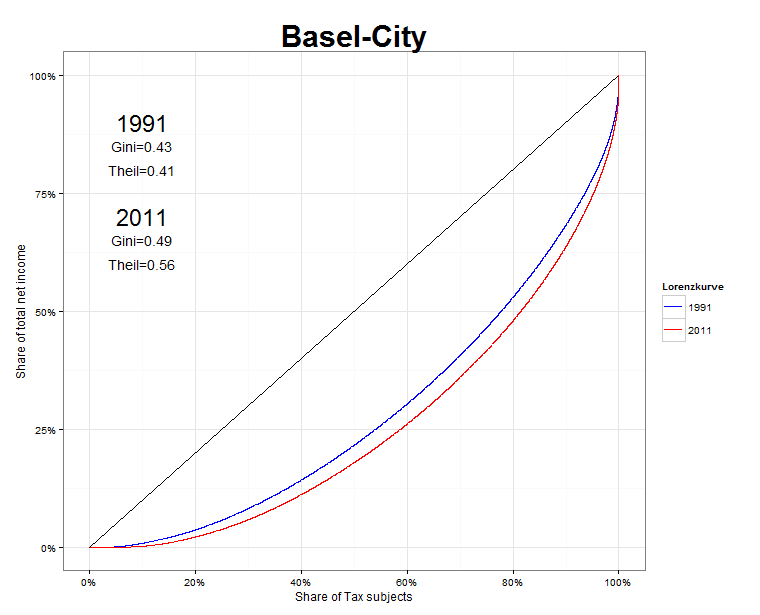 Basel-City
1991
Gini=0.43
Theil=0.41
2011
Gini=0.49
Theil=0.56
100%
75%
50%
25%
0%
Share of total net income
0%
20%
40%
60%
80%
100%
Share of Tax subjects
Lorenzkurve
1991
2011